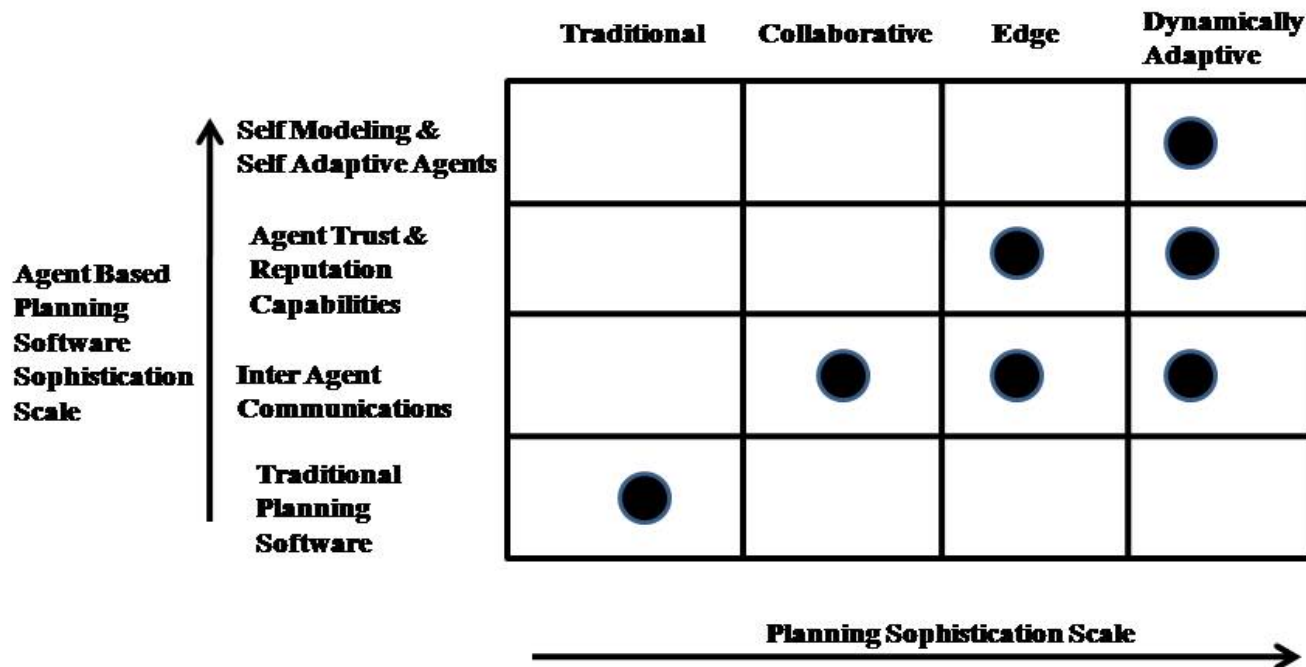 Traditional
Collaborative
Edge
Dynamically
Adaptive
Self Modeling &
Self Adaptive Agents
Agent Trust &
Reputation
Capabilities
Agent Based
Planning
Software
Sophistication
Scale
Inter Agent
Communications
Traditional
Planning
Software
Planning Sophistication Scale